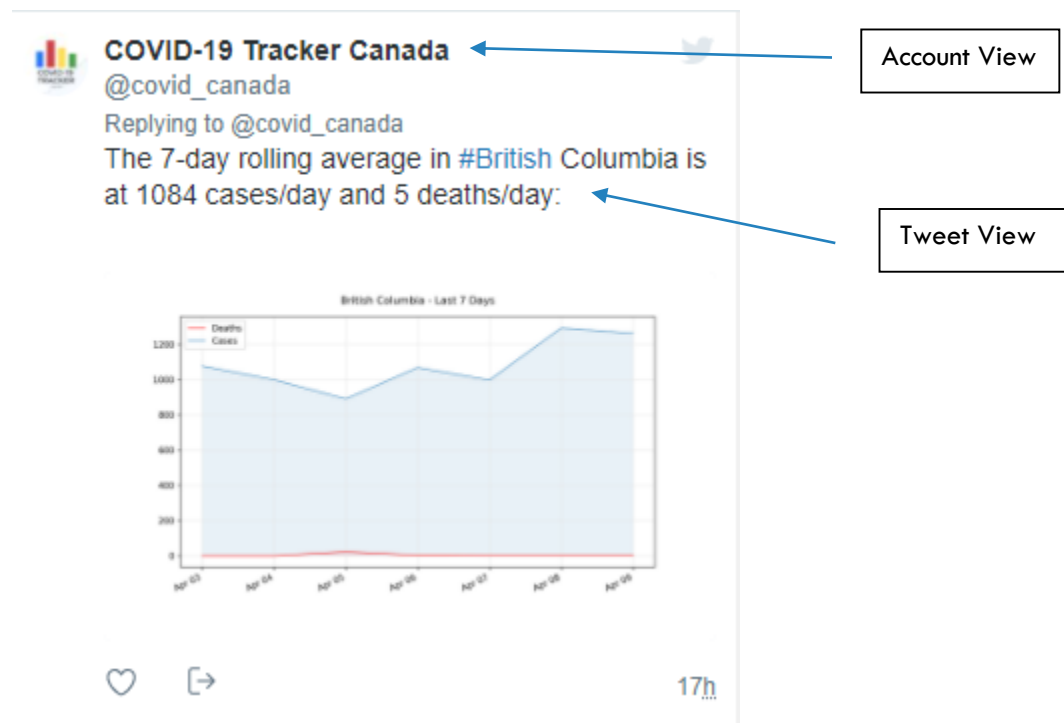 COVID-19 Tracker Canada
Account View
@covid_canada
COVID-19
TRACKER
Replying to @covid_canada
The 7-day rolling average in #British Columbia is
at 1084 cases/day and 5 deaths/day:
Tweet View
British Columbia - Last 7 Days
Deaths
Cases
1200
1000
800
600
400
200
0
Apr 03 Apr 04 Apr 05 Apr 06 Apr 07 Apr 08 Apr 09
17h